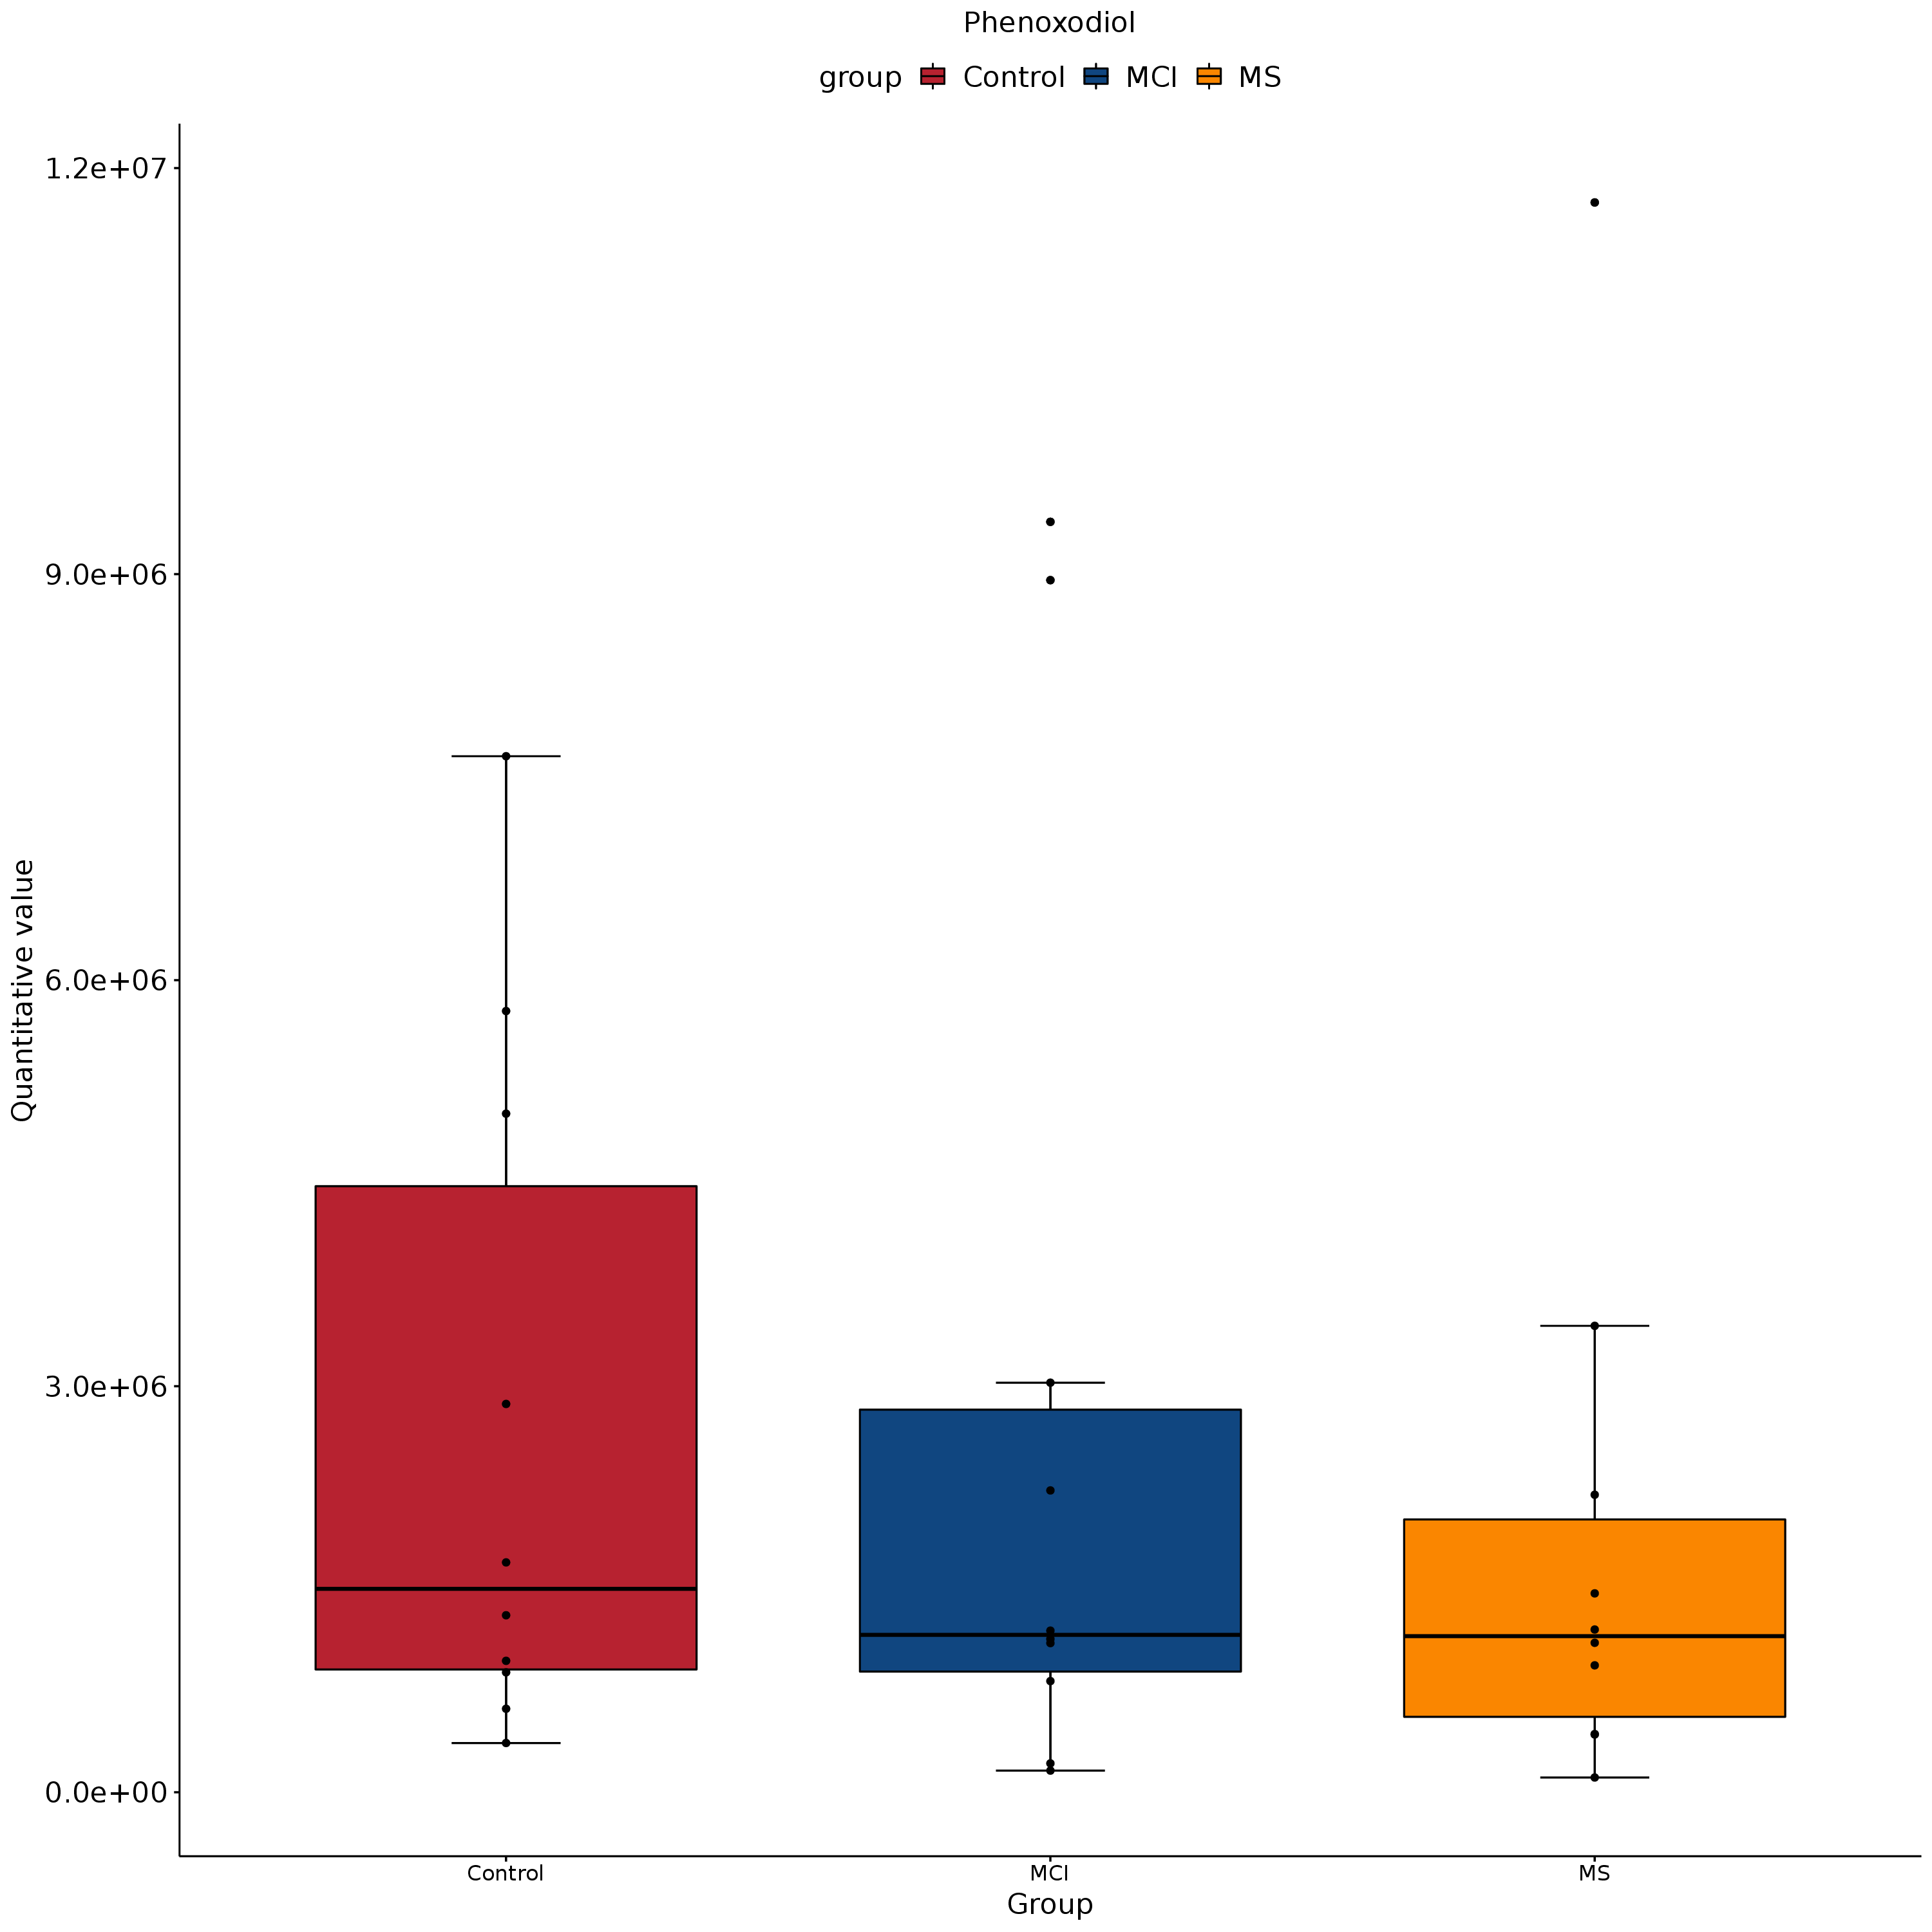 Phenoxodiol
group Control MCI MS
1.2e+07
9.0e+06
6.0e+06
3.0e+06
0.0e+00
Quantitative value
Control MCI MS
Group